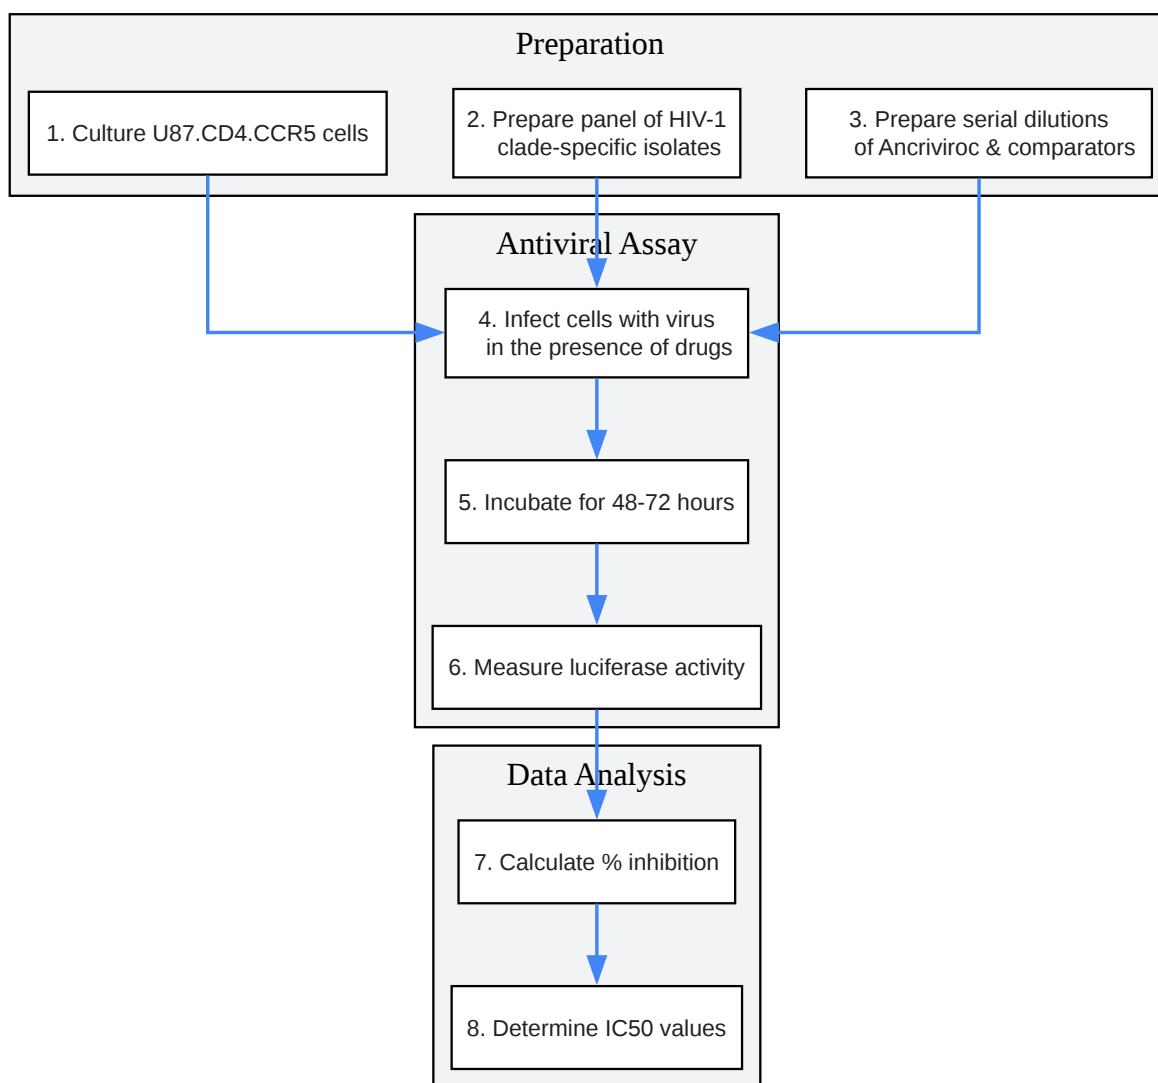 Preparation
1. Culture U87.CD4.CCR5 cells
2. Prepare panel of HIV-1
clade-specific isolates
3. Prepare serial dilutions
of Ancriviroc & comparators
Antiviral Assay
4. Infect cells with virus
in the presence of drugs
5. Incubate for 48-72 hours
6. Measure luciferase activity
Data Analysis
7. Calculate % inhibition
8. Determine IC50 values